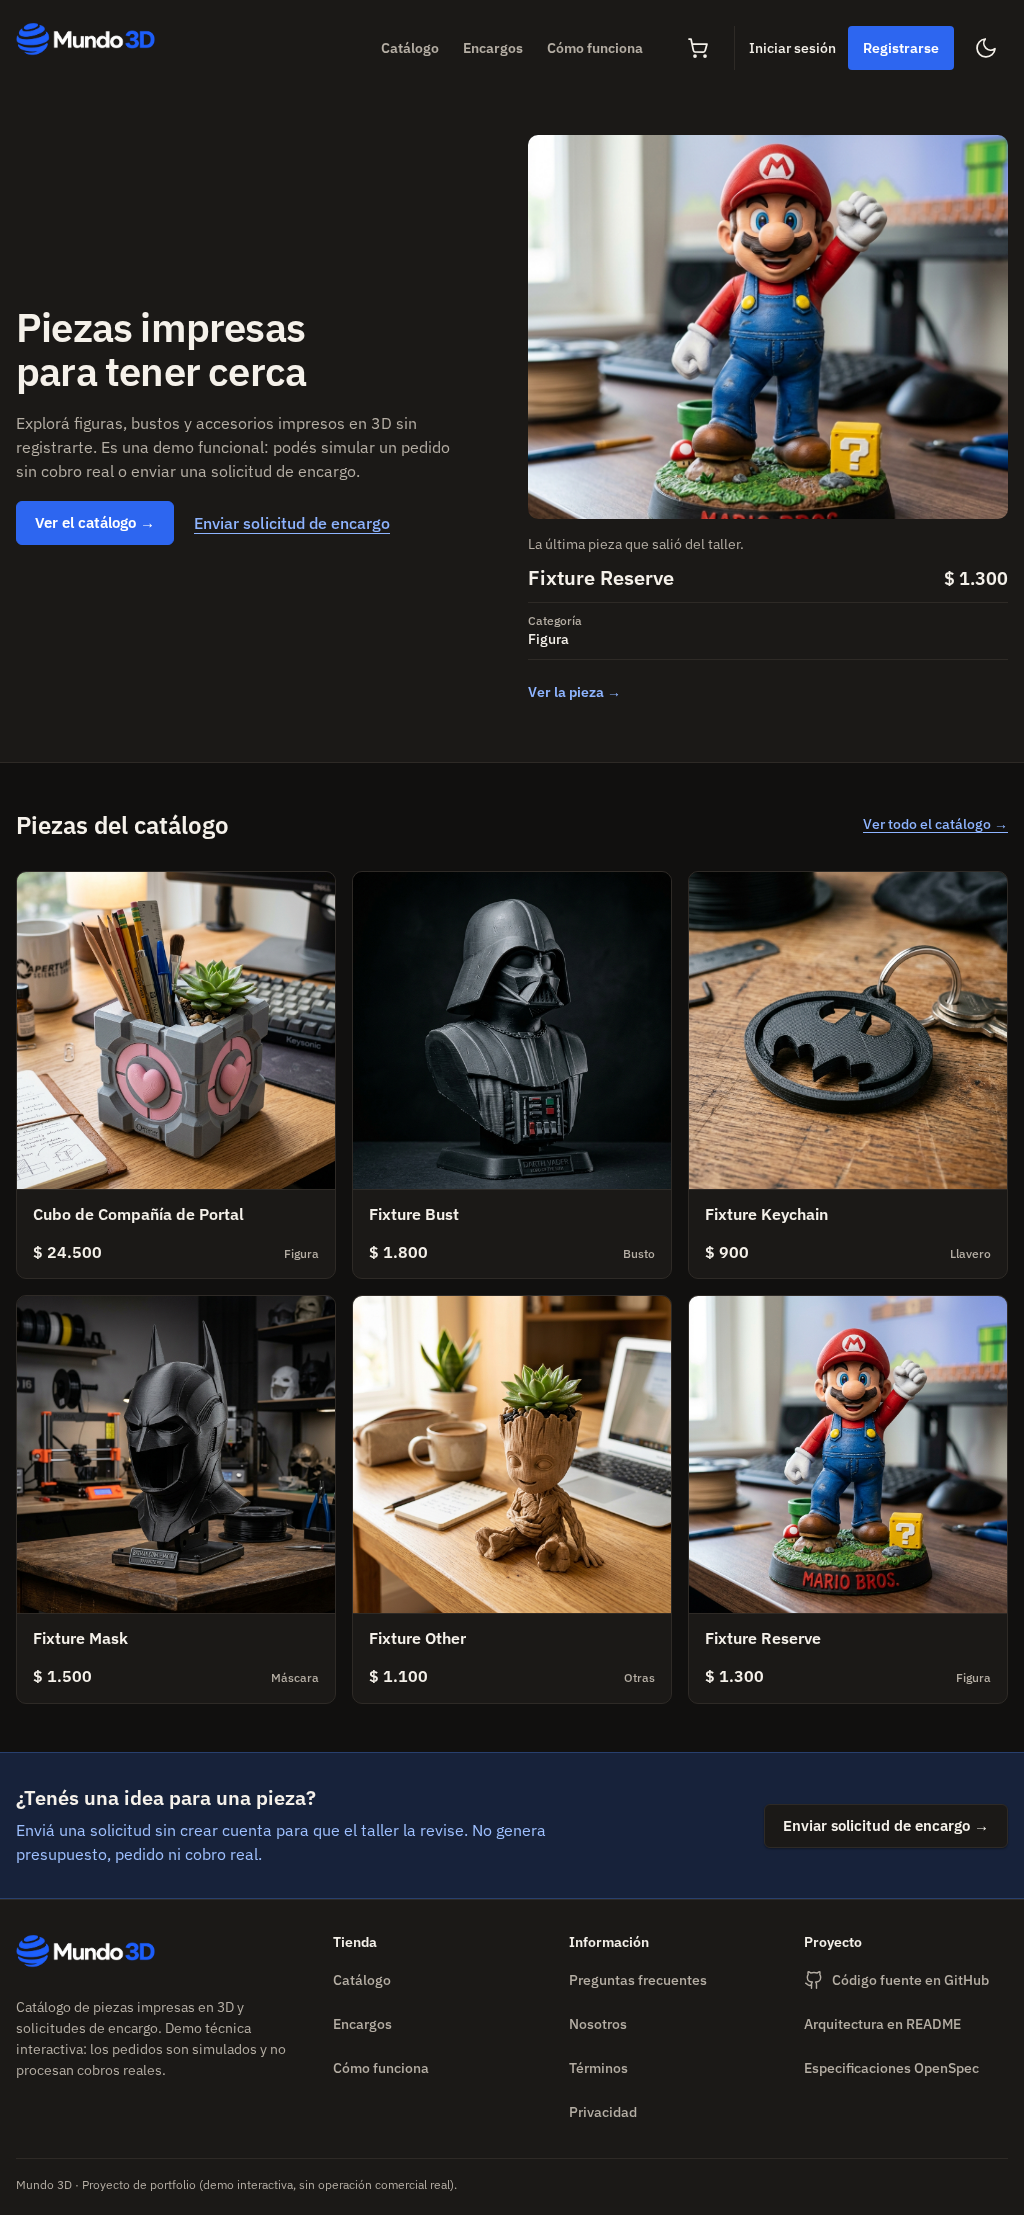 Mundo 3D
Catálogo
Encargos
Cómo funciona
Iniciar sesión
Registrarse
Piezas impresas
para tener cerca
Explorá figuras, bustos y accesorios impresos en 3D sin
registrarte. Es una demo funcional: podés simular un pedido
sin cobro real o enviar una solicitud de encargo.
Ver el catálogo →
Enviar solicitud de encargo
M
?
MARIO BROS.
La última pieza que salió del taller.
Fixture Reserve
$ 1.300
Categoría
Figura
Ver la pieza →
Piezas del catálogo
Ver todo el catálogo →
APERTURE
Keysonic
Cubo de Compañía de Portal
$ 24.500
Figura
Fixture Bust
$ 1.800
Busto
Fixture Keychain
$ 900
Llavero
Fixture Mask
$ 1.500
Máscara
Fixture Other
$ 1.100
Otras
M
?
MARIO BROS.
Fixture Reserve
$ 1.300
Figura
¿Tenés una idea para una pieza?
Enviá una solicitud sin crear cuenta para que el taller la revise. No genera
presupuesto, pedido ni cobro real.
Enviar solicitud de encargo →
Mundo 3D
Catálogo de piezas impresas en 3D y
solicitudes de encargo. Demo técnica
interactiva: los pedidos son simulados y no
procesan cobros reales.
Tienda
Catálogo
Encargos
Cómo funciona
Información
Preguntas frecuentes
Nosotros
Términos
Privacidad
Proyecto
Código fuente en GitHub
Arquitectura en README
Especificaciones OpenSpec
Mundo 3D · Proyecto de portfolio (demo interactiva, sin operación comercial real).